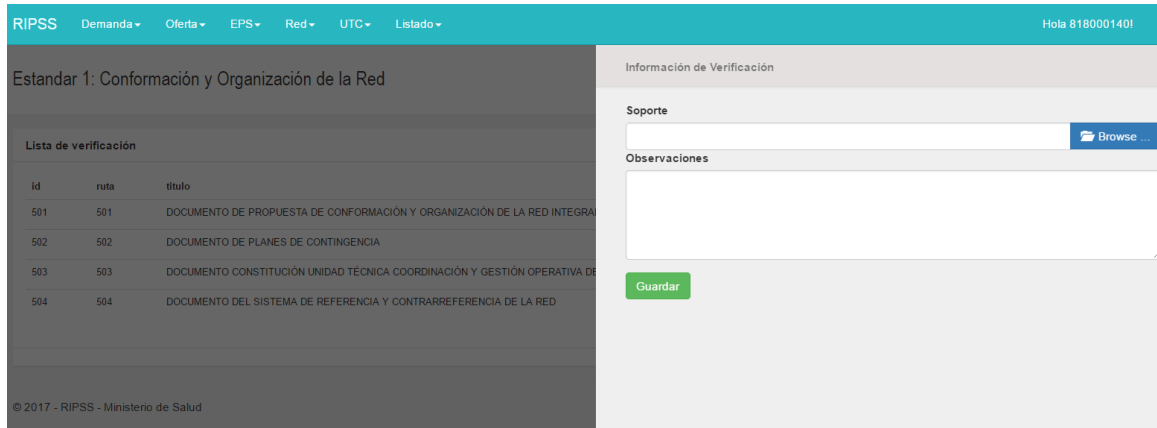 RIPSS Demanda Oferta EPS Red UTC Listado Hola 818000140!
Estandar 1: Conformación y Organización de la Red
Lista de verificación
id ruta titulo
501 501 DOCUMENTO DE PROPUESTA DE CONFORMACIÓN Y ORGANIZACIÓN DE LA RED INTEGRA
502 502 DOCUMENTO DE PLANES DE CONTINGENCIA
503 503 DOCUMENTO CONSTITUCIÓN UNIDAD TÉCNICA COORDINACIÓN Y GESTIÓN OPERATIVA DE
504 504 DOCUMENTO DEL SISTEMA DE REFERENCIA Y CONTRARREFERENCIA DE LA RED
© 2017 - RIPSS - Ministerio de Salud
Información de Verificación
Soporte
Browse ...
Observaciones
Guardar